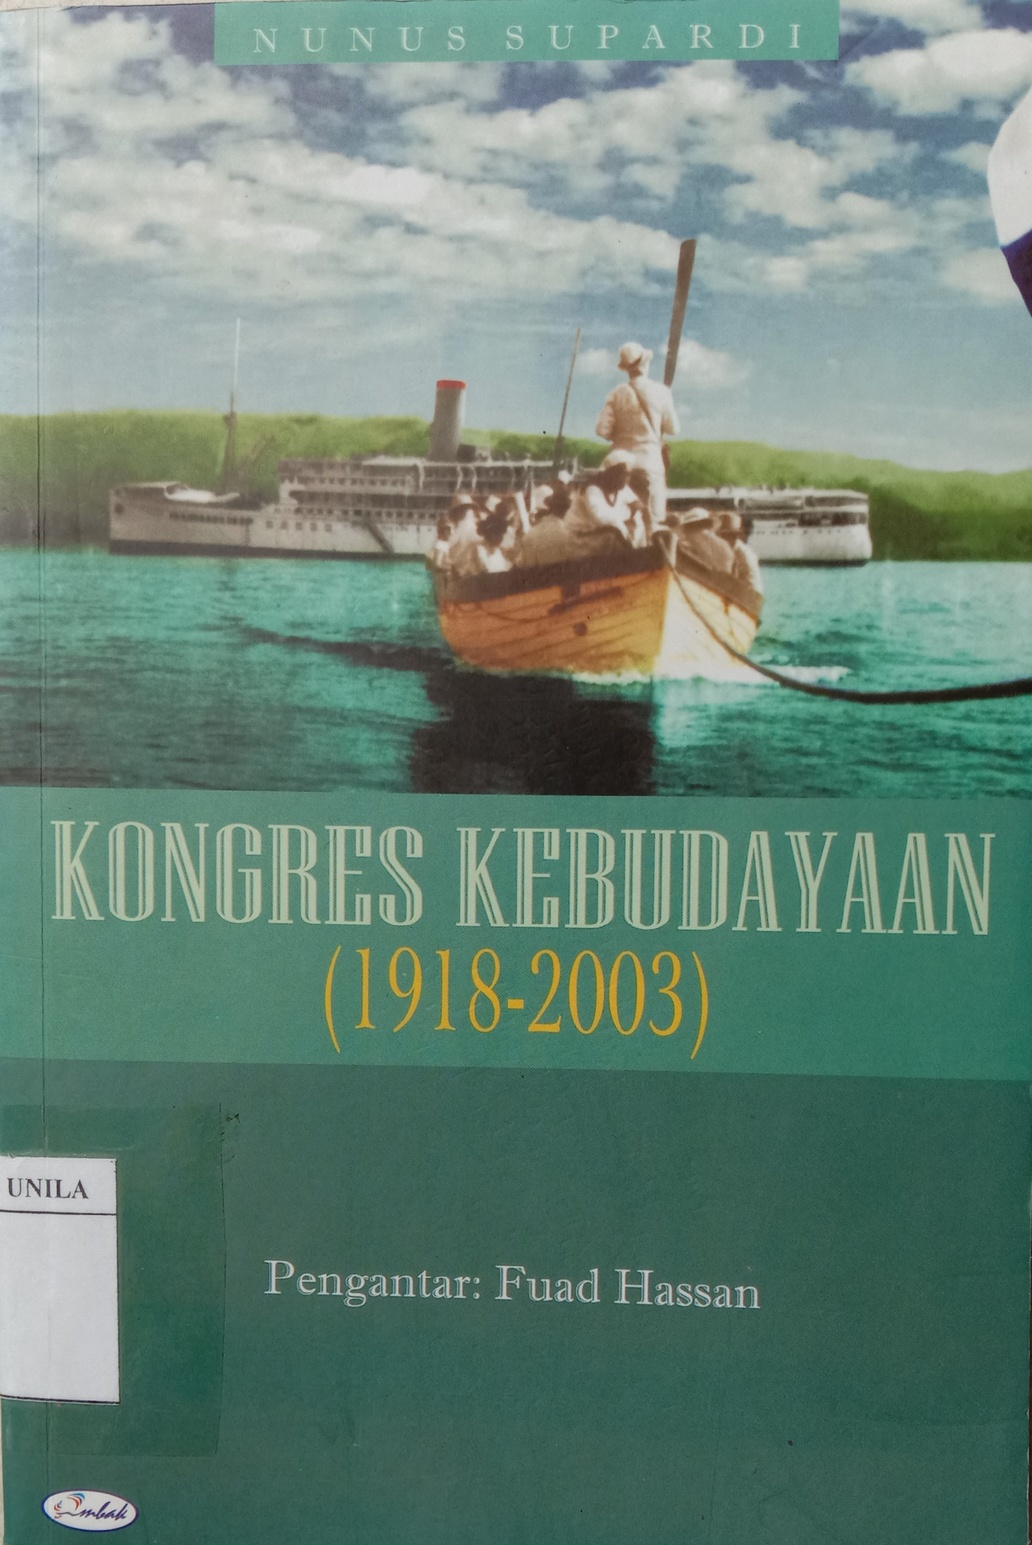 NUNUS SUPARDI
KONGRES KEBUDAYAAN
(1918-2003)
UNILA
Pengantar: Fuad Hassan
Ombak